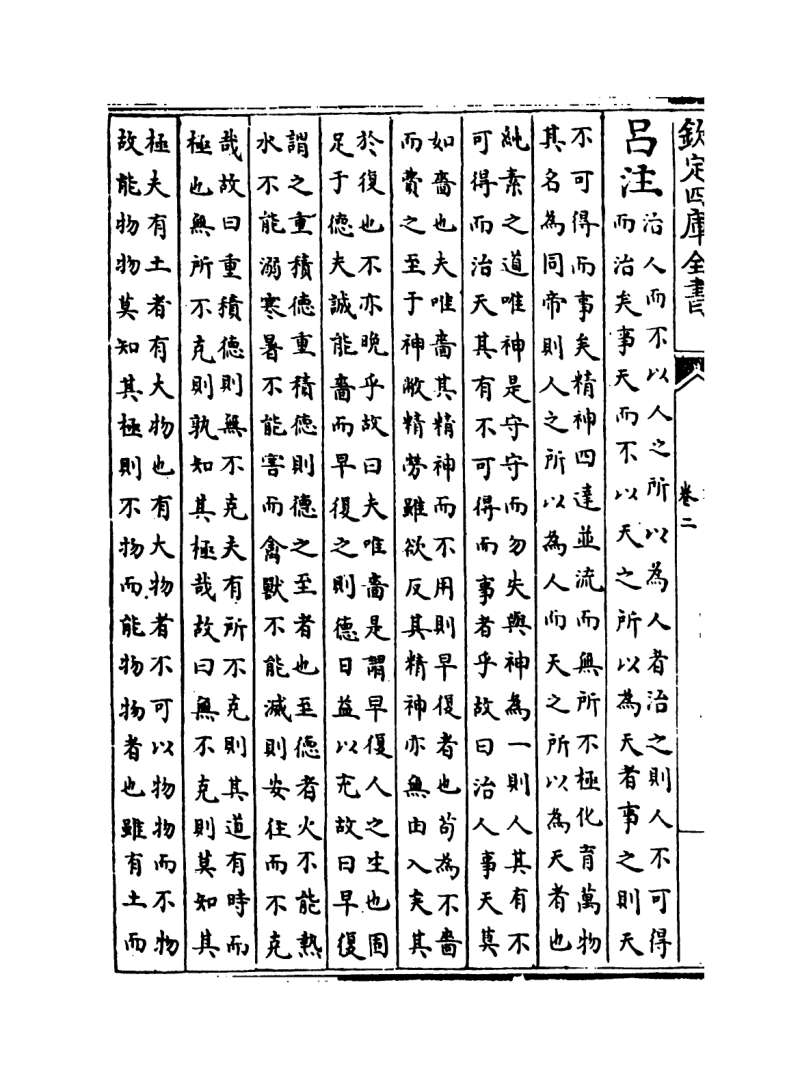 欽定四庫全書
卷二
呂注
治人而不以人之所以為人者治之則人不可得
而治矣事天而不以天之所以為天者事之則天
不可得而事矣精神四達並流而無所不極化育萬物
其名為同帝則人之所以為人而天之所以為天者也
純素之道唯神是守守而勿失與神為一則人其有不
可得而治天其有不可得而事者乎故曰治人事天莫
如嗇也夫唯嗇其精神而不用則早復者也苟為不嗇
而費之至于神敝精勞雖欲反其精神亦無由入矣其
於復也不亦晚乎故曰夫唯嗇是謂早復人之生也固
足于德夫誠能嗇而早復之則德日益以充故曰早復
謂之重積德重積德則德之至者也至德者火不能熱
水不能溺寒暑不能害而禽獸不能滅則安往而不克
哉故曰重積德則無不克夫有所不克則其道有時而
極也無所不克則孰知其極哉故曰無不克則莫知其
極夫有土者有大物也有大物者不可以物物而不物
故能物物莫知其極則不物而能物物者也雖有土而